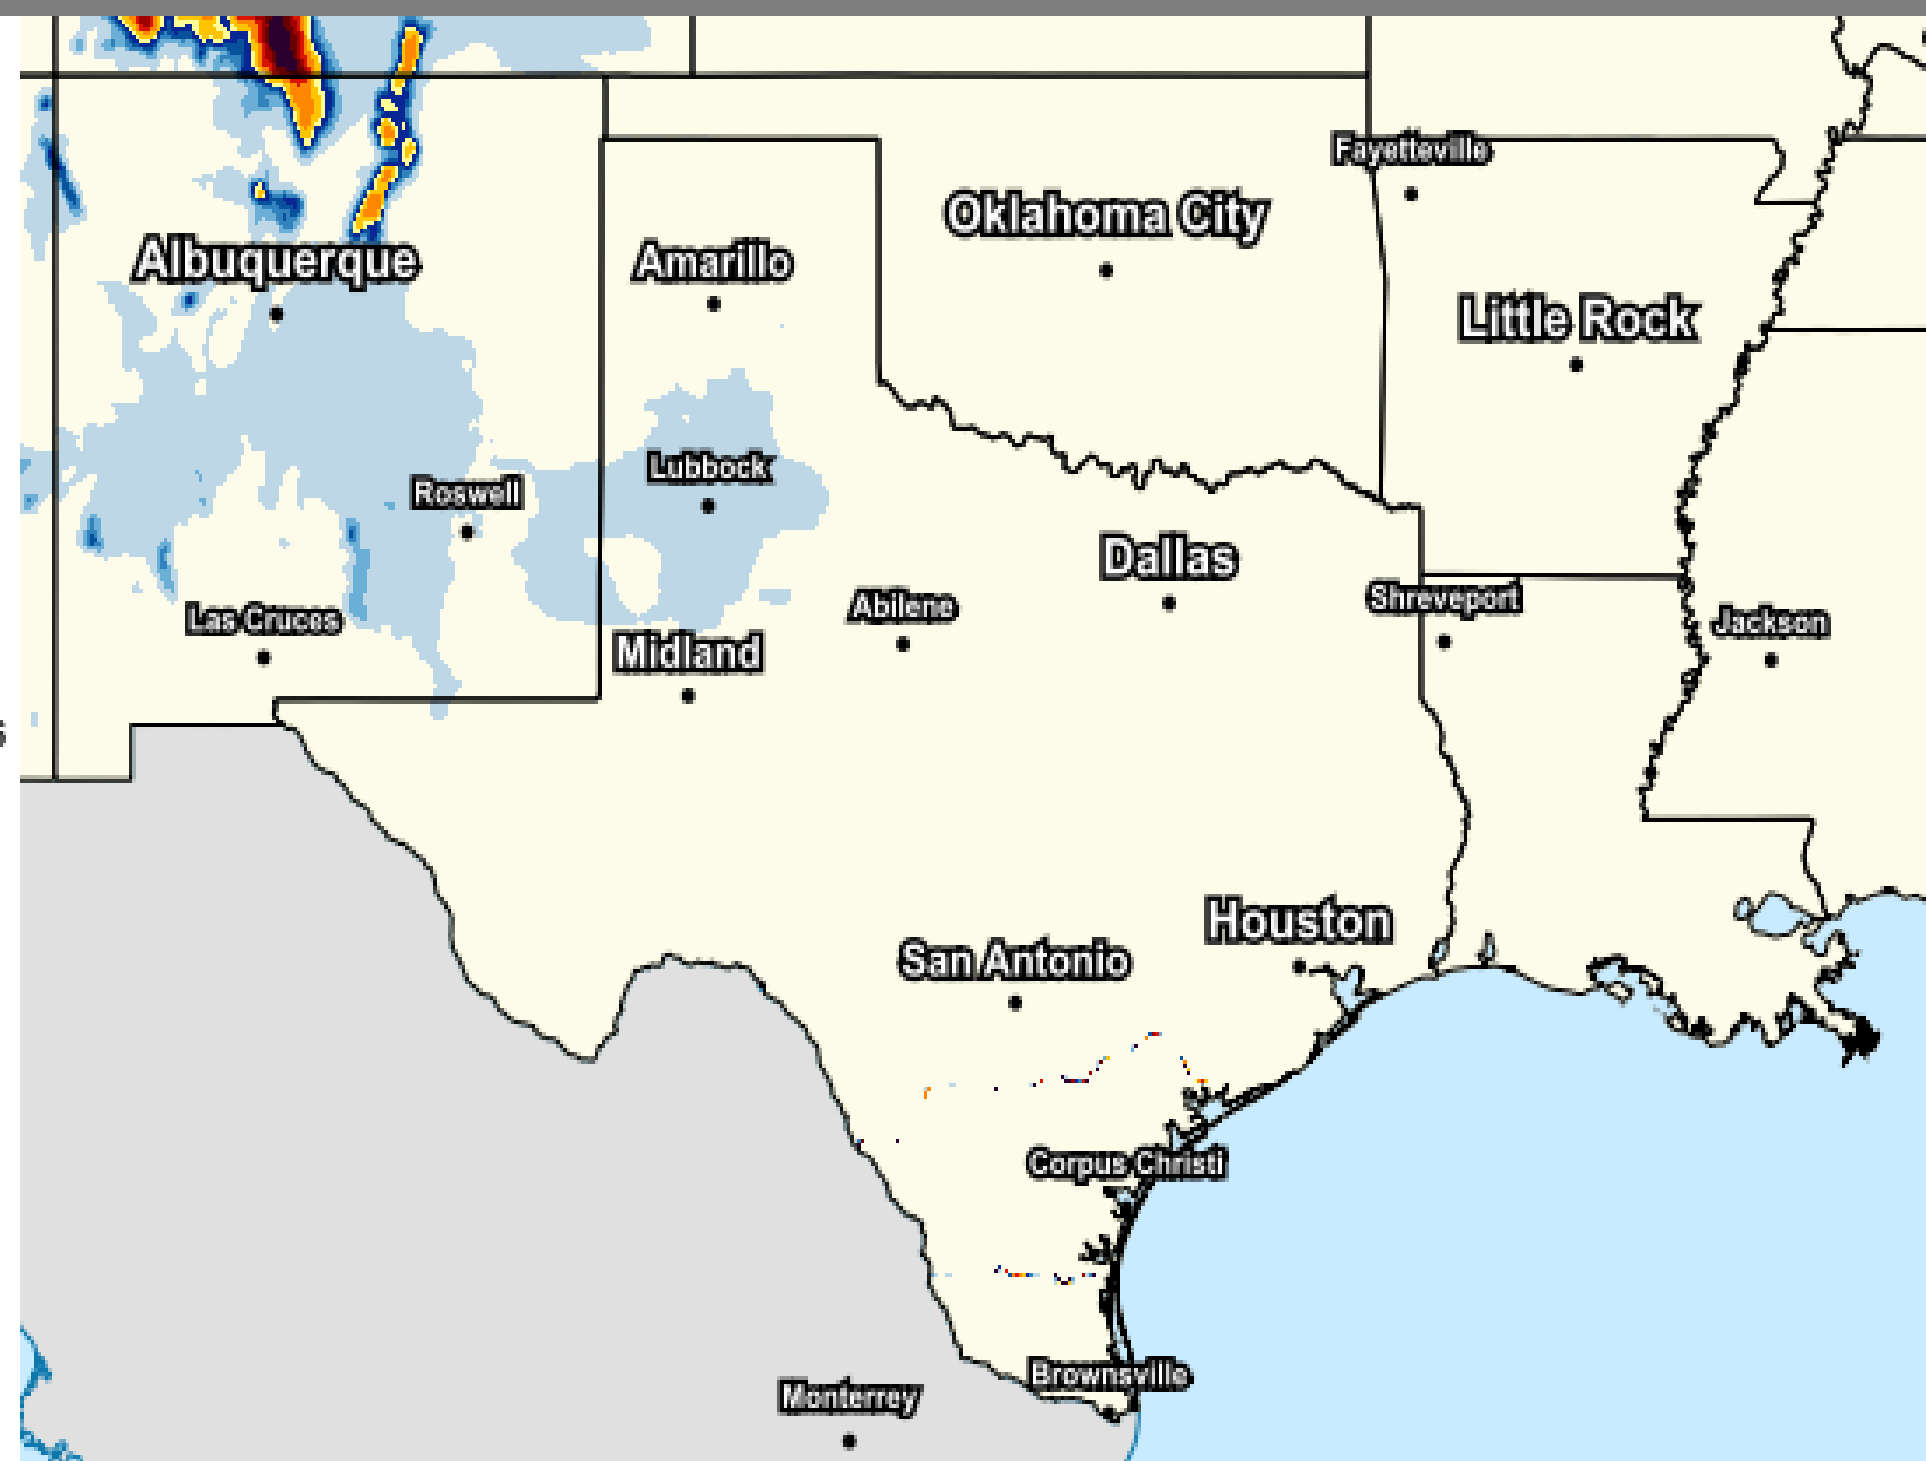 Fayetteville
Oklahoma City
Albuquerque
Amarillo
Little Rock
Lubbock
Roswell
Dallas
Abilene
Shreveport
Las Cruces
Jackson
Midland
Houston
San Antonio
Corpus Christi
Brownsville
Monterrey